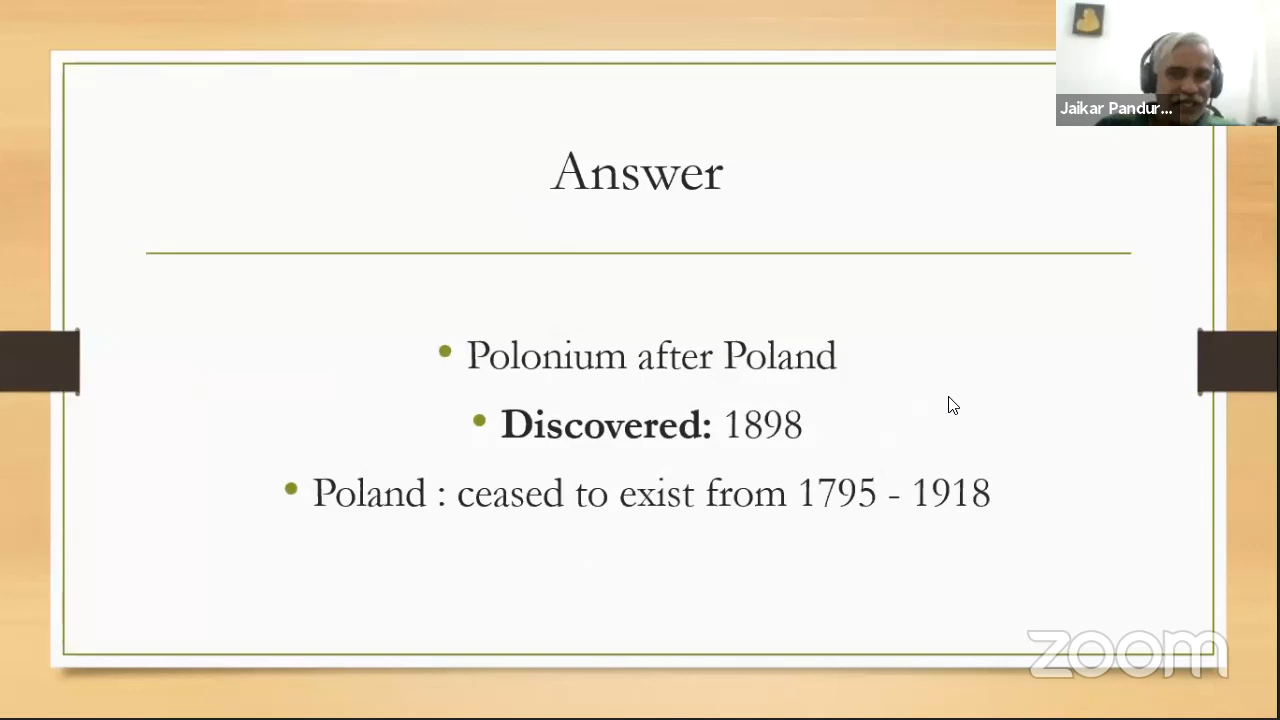 Jaikar Pandur...
Answer
• Polonium after Poland
• Discovered: 1898
• Poland : ceased to exist from 1795 - 1918
zoom